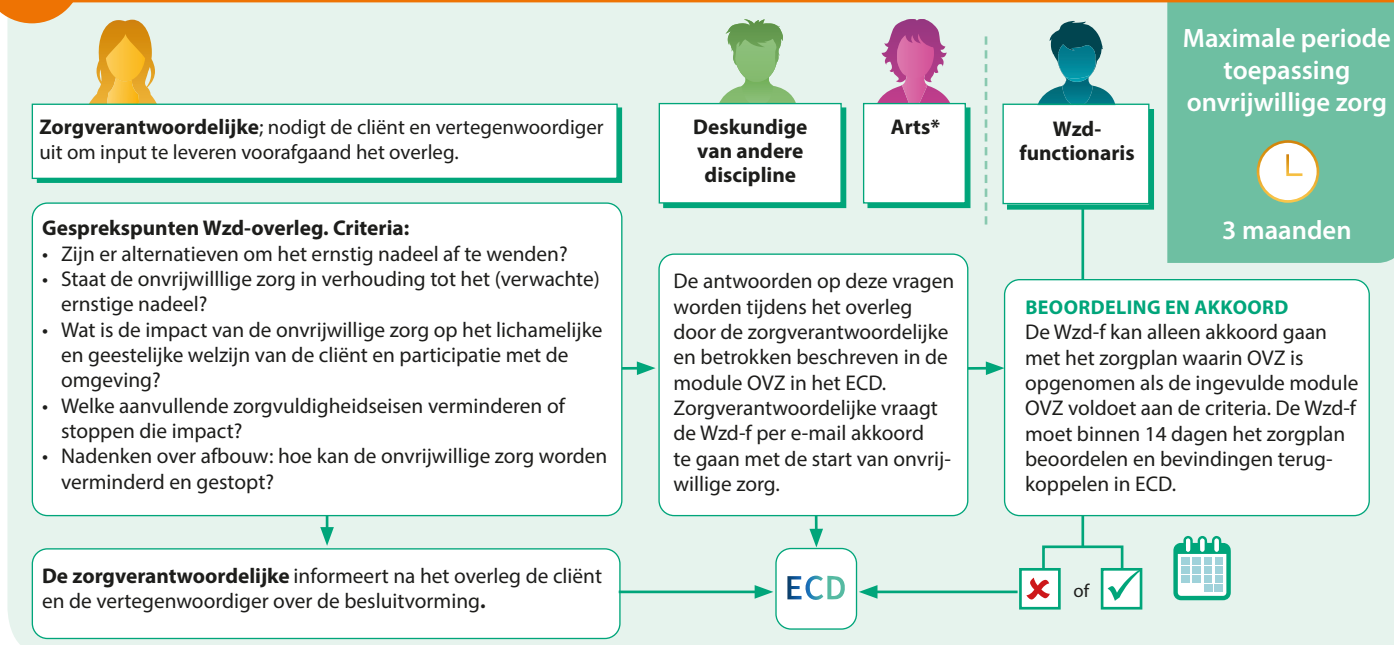 Zorgverantwoordelijke; nodigt de cliënt en vertegenwoordiger
uit om input te leveren voorafgaand het overleg.
Deskundige
van andere
discipline
Arts*
Wzd-
functionaris
Maximale periode
toepassing
onvrijwillige zorg
3 maanden
Gesprekspunten Wzd-overleg. Criteria:
• Zijn er alternatieven om het ernstig nadeel af te wenden?
• Staat de onvrijwilllige zorg in verhouding tot het (verwachte)
ernstige nadeel?
• Wat is de impact van de onvrijwillige zorg op het lichamelijke
en geestelijke welzijn van de cliënt en participatie met de
omgeving?
• Welke aanvullende zorgvuldigheidseisen verminderen of
stoppen die impact?
• Nadenken over afbouw: hoe kan de onvrijwillige zorg worden
verminderd en gestopt?
De antwoorden op deze vragen
worden tijdens het overleg
door de zorgverantwoordelijke
en betrokken beschreven in de
module OVZ in het ECD.
Zorgverantwoordelijke vraagt
de Wzd-f per e-mail akkoord
te gaan met de start van onvrij-
willige zorg.
BEOORDELING EN AKKOORD
De Wzd-f kan alleen akkoord gaan
met het zorgplan waarin OVZ is
opgenomen als de ingevulde module
OVZ voldoet aan de criteria. De Wzd-f
moet binnen 14 dagen het zorgplan
beoordelen en bevindingen terug-
koppelen in ECD.
De zorgverantwoordelijke informeert na het overleg de cliënt
en de vertegenwoordiger over de besluitvorming.
ECD
of